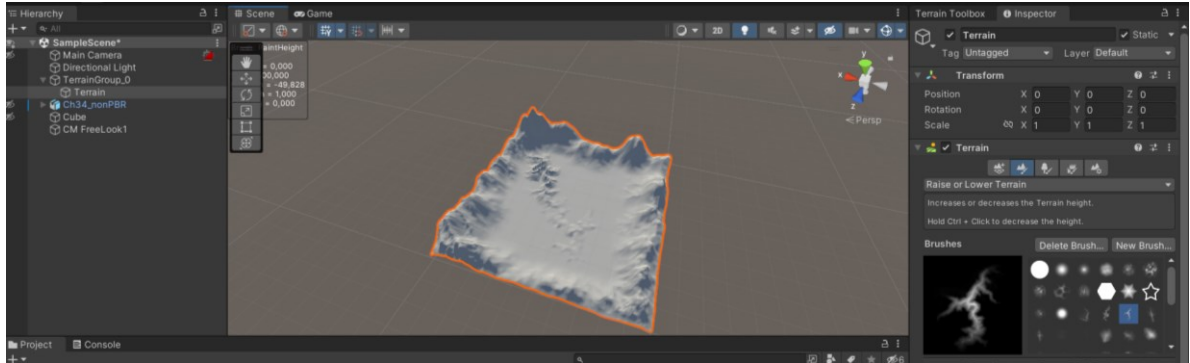 Hierarchy
All
SampleScene*
Main Camera
Directional Light
TerrainGroup_0
Terrain
Ch34_nonPBR
Cube
CM FreeLook1
Scene
Game
2D
aintHeight
= 0,000
00,000
= -49,828
= 1,000
= 0,000
y
x
z
Persp
Terrain Toolbox
Inspector
Terrain
Static
Tag Untagged
Layer Default
Transform
Position X 0 Y 0 Z 0
Rotation X 0 Y 0 Z 0
Scale X 1 Y 1 Z 1
Terrain
Raise or Lower Terrain
Increases or decreases the Terrain height.
Hold Ctrl + Click to decrease the height.
Brushes
Delete Brush...
New Brush...
Project
Console
6